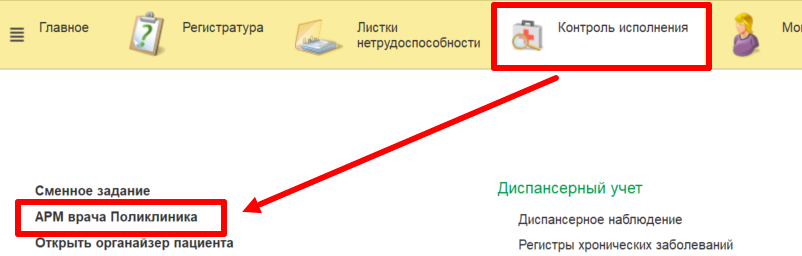 Главное
Регистратура
Листки
нетрудоспособности
Контроль исполнения
Мо
Сменное задание
АРМ врача Поликлиника
Открыть органайзер пациента
Диспансерный учет
Диспансерное наблюдение
Регистры хронических заболеваний